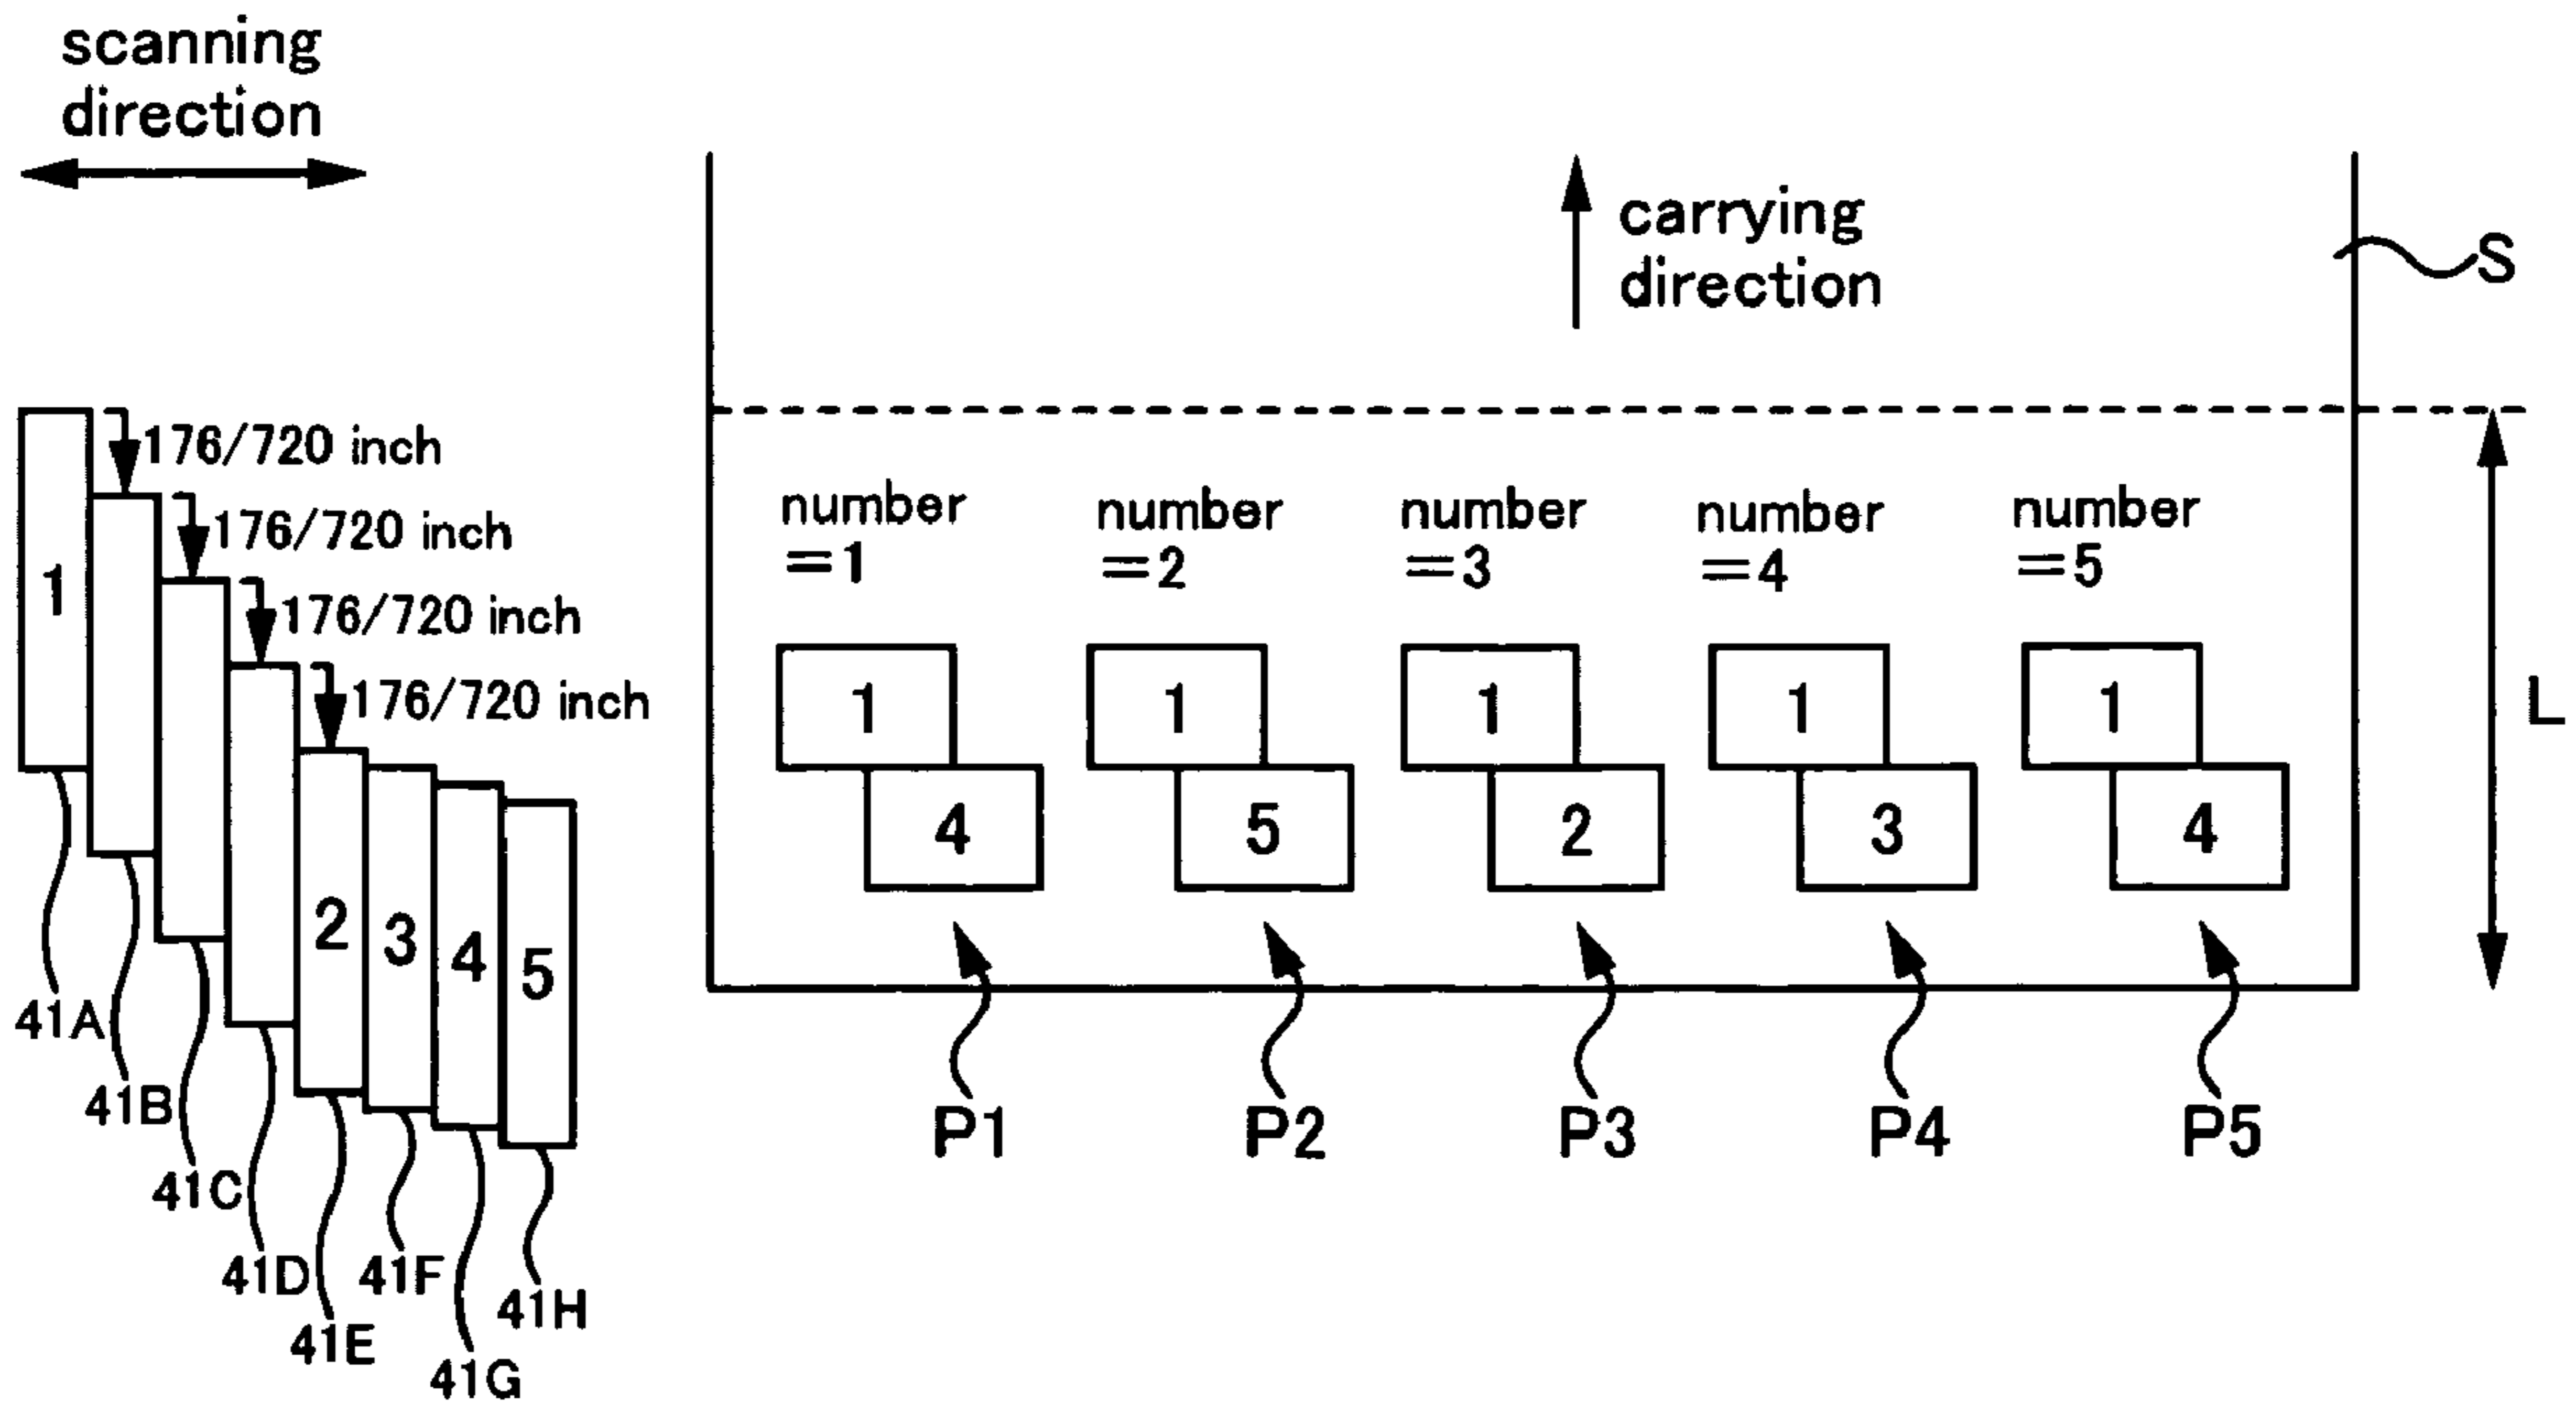 scanning
direction
carrying
direction
S
176/720 inch
176/720 inch
176/720 inch
176/720 inch
1
2
3
4
5
41A
41B
41C
41D
41E
41F
41G
41H
number
=1
number
=2
number
=3
number
=4
number
=5
1
4
1
5
1
2
1
3
1
4
L
P1
P2
P3
P4
P5